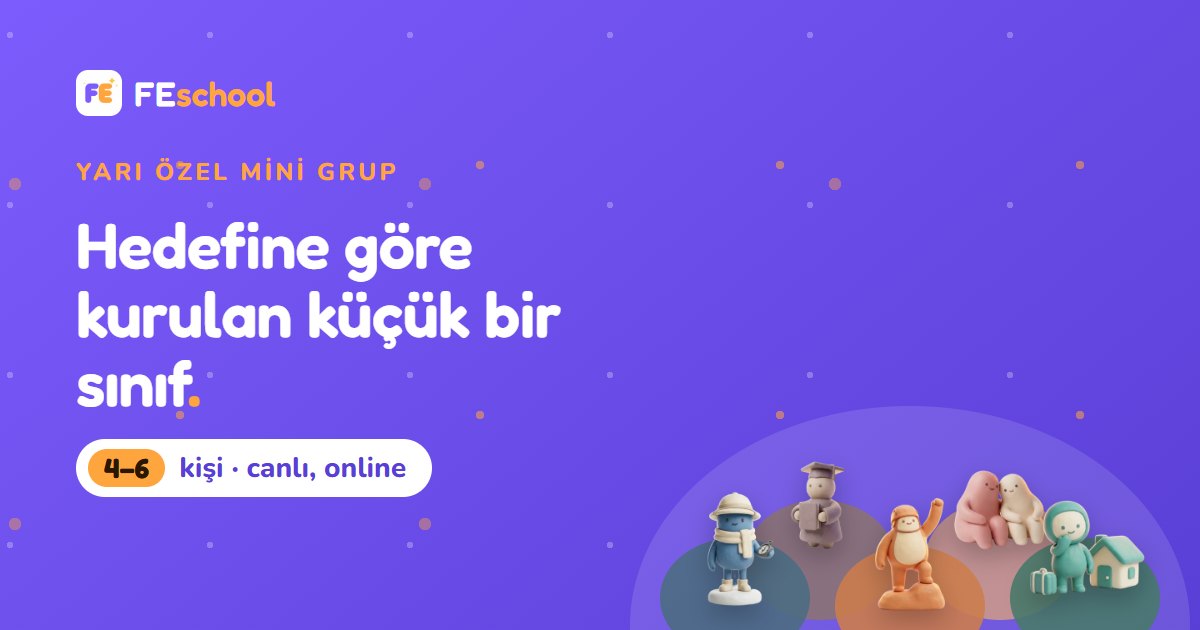 FE FEschool
YARI ÖZEL MİNİ GRUP
Hedefine göre
kurulan küçük bir
sınıf.
4–6 kişi · canlı, online